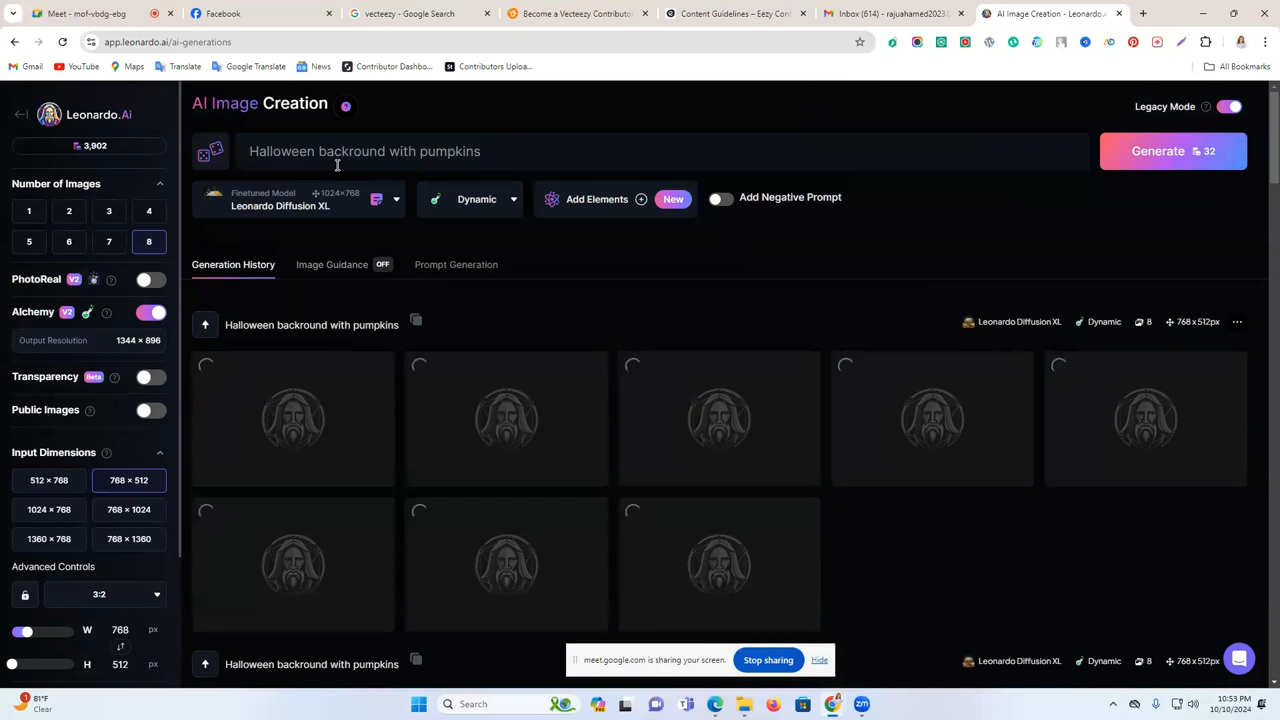 Meet - mof-vbdg-ebg
Facebook
vecteezy - Google Search
Become a Vecteezy Contributo
Content Guidelines – Eezy Cont
Inbox (614) - rajuahamed2023@
AI Image Creation - Leonardo.A
app.leonardo.ai/ai-generations
Gmail
YouTube
Maps
Translate
Google Translate
News
Contributor Dashbo...
Contributors Uploa...
All Bookmarks
Leonardo.Ai
3,902
Number of Images
1 2 3 4
5 6 7 8
PhotoReal V2
Alchemy V2
Output Resolution 1344 × 896
Transparency Beta
Public Images
Input Dimensions
512 × 768 768 × 512
1024 × 768 768 × 1024
1360 × 768 768 × 1360
Advanced Controls
3:2
W 768 px
H 512 px
AI Image Creation
Legacy Mode
Halloween backround with pumpkins
Generate 32
Finetuned Model 1024×768
Leonardo Diffusion XL
Dynamic
Add Elements
New
Add Negative Prompt
Generation History
Image Guidance OFF
Prompt Generation
Halloween backround with pumpkins
Leonardo Diffusion XL Dynamic 8 768 x 512px
Halloween backround with pumpkins
Leonardo Diffusion XL Dynamic 8 768 x 512px
meet.google.com is sharing your screen.
Stop sharing
Hide
1
81°F
Clear
Search
10:53 PM
10/10/2024